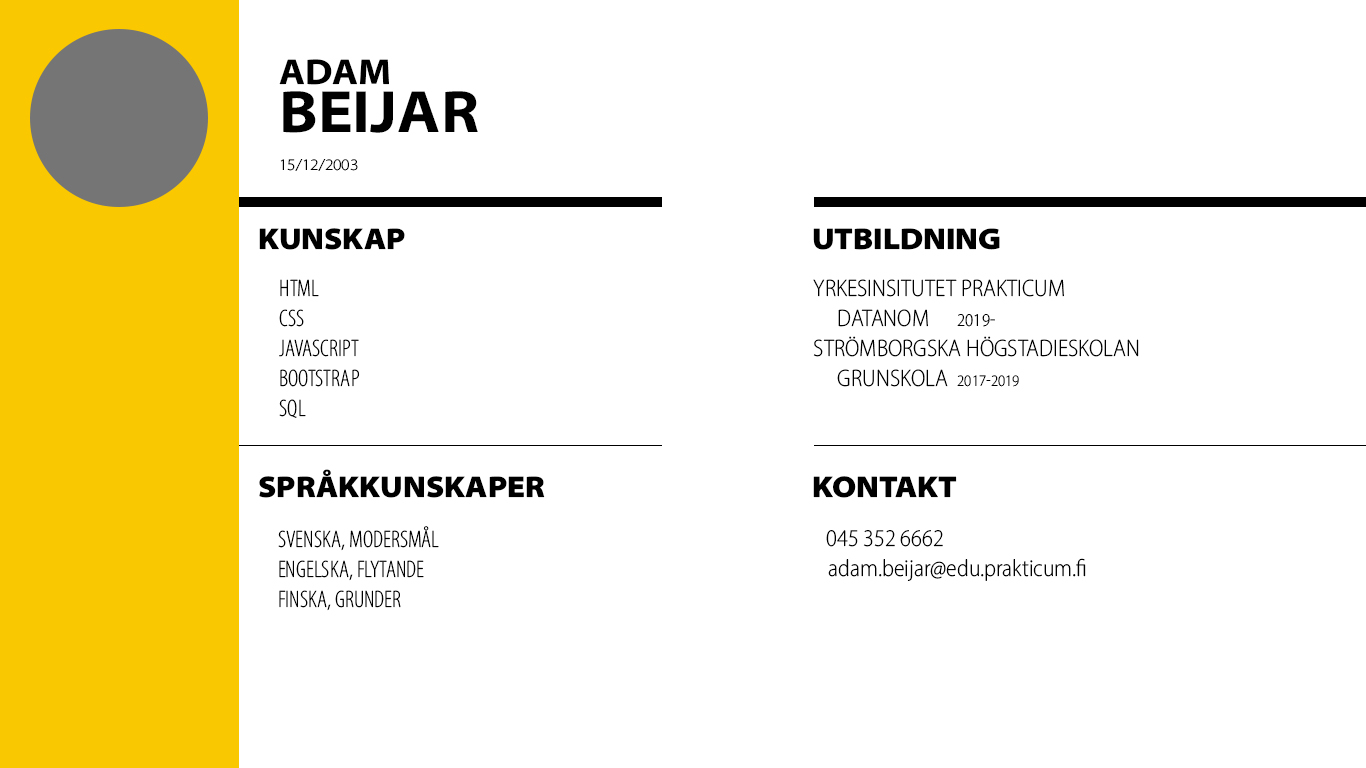 ADAM
BEIJAR
15/12/2003
KUNSKAP
HTML
CSS
JAVASCRIPT
BOOTSTRAP
SQL
SPRÅKKUNSKAPER
SVENSKA, MODERSMÅL
ENGELSKA, FLYTANDE
FINSKA, GRUNDER
UTBILDNING
YRKESINSITUTET PRAKTICUM
DATANOM 2019-
STRÖMBORGSKA HÖGSTADIESKOLAN
GRUNSKOLA 2017-2019
KONTAKT
045 352 6662
adam.beijar@edu.prakticum.fi